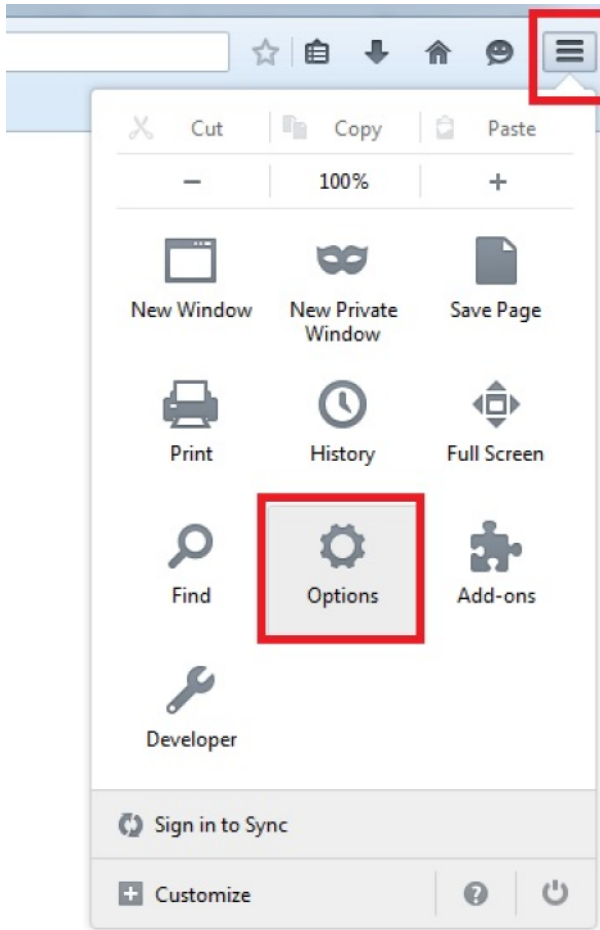 Cut Copy Paste
− 100% +
New Window New Private Window Save Page
Print History Full Screen
Find Options Add-ons
Developer
Sign in to Sync
Customize